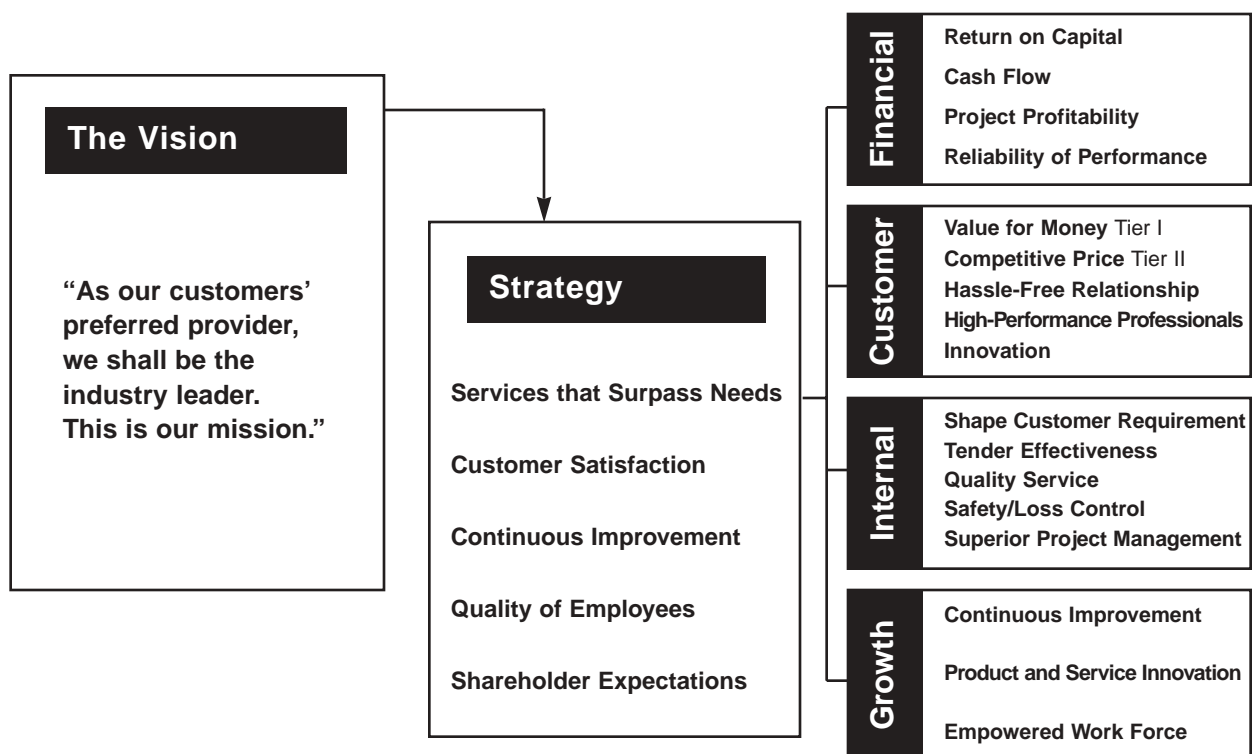 The Vision
“As our customers’
preferred provider,
we shall be the
industry leader.
This is our mission.”
Strategy
Services that Surpass Needs
Customer Satisfaction
Continuous Improvement
Quality of Employees
Shareholder Expectations
Financial
Return on Capital
Cash Flow
Project Profitability
Reliability of Performance
Customer
Value for Money Tier I
Competitive Price Tier II
Hassle-Free Relationship
High-Performance Professionals
Innovation
Internal
Shape Customer Requirement
Tender Effectiveness
Quality Service
Safety/Loss Control
Superior Project Management
Growth
Continuous Improvement
Product and Service Innovation
Empowered Work Force